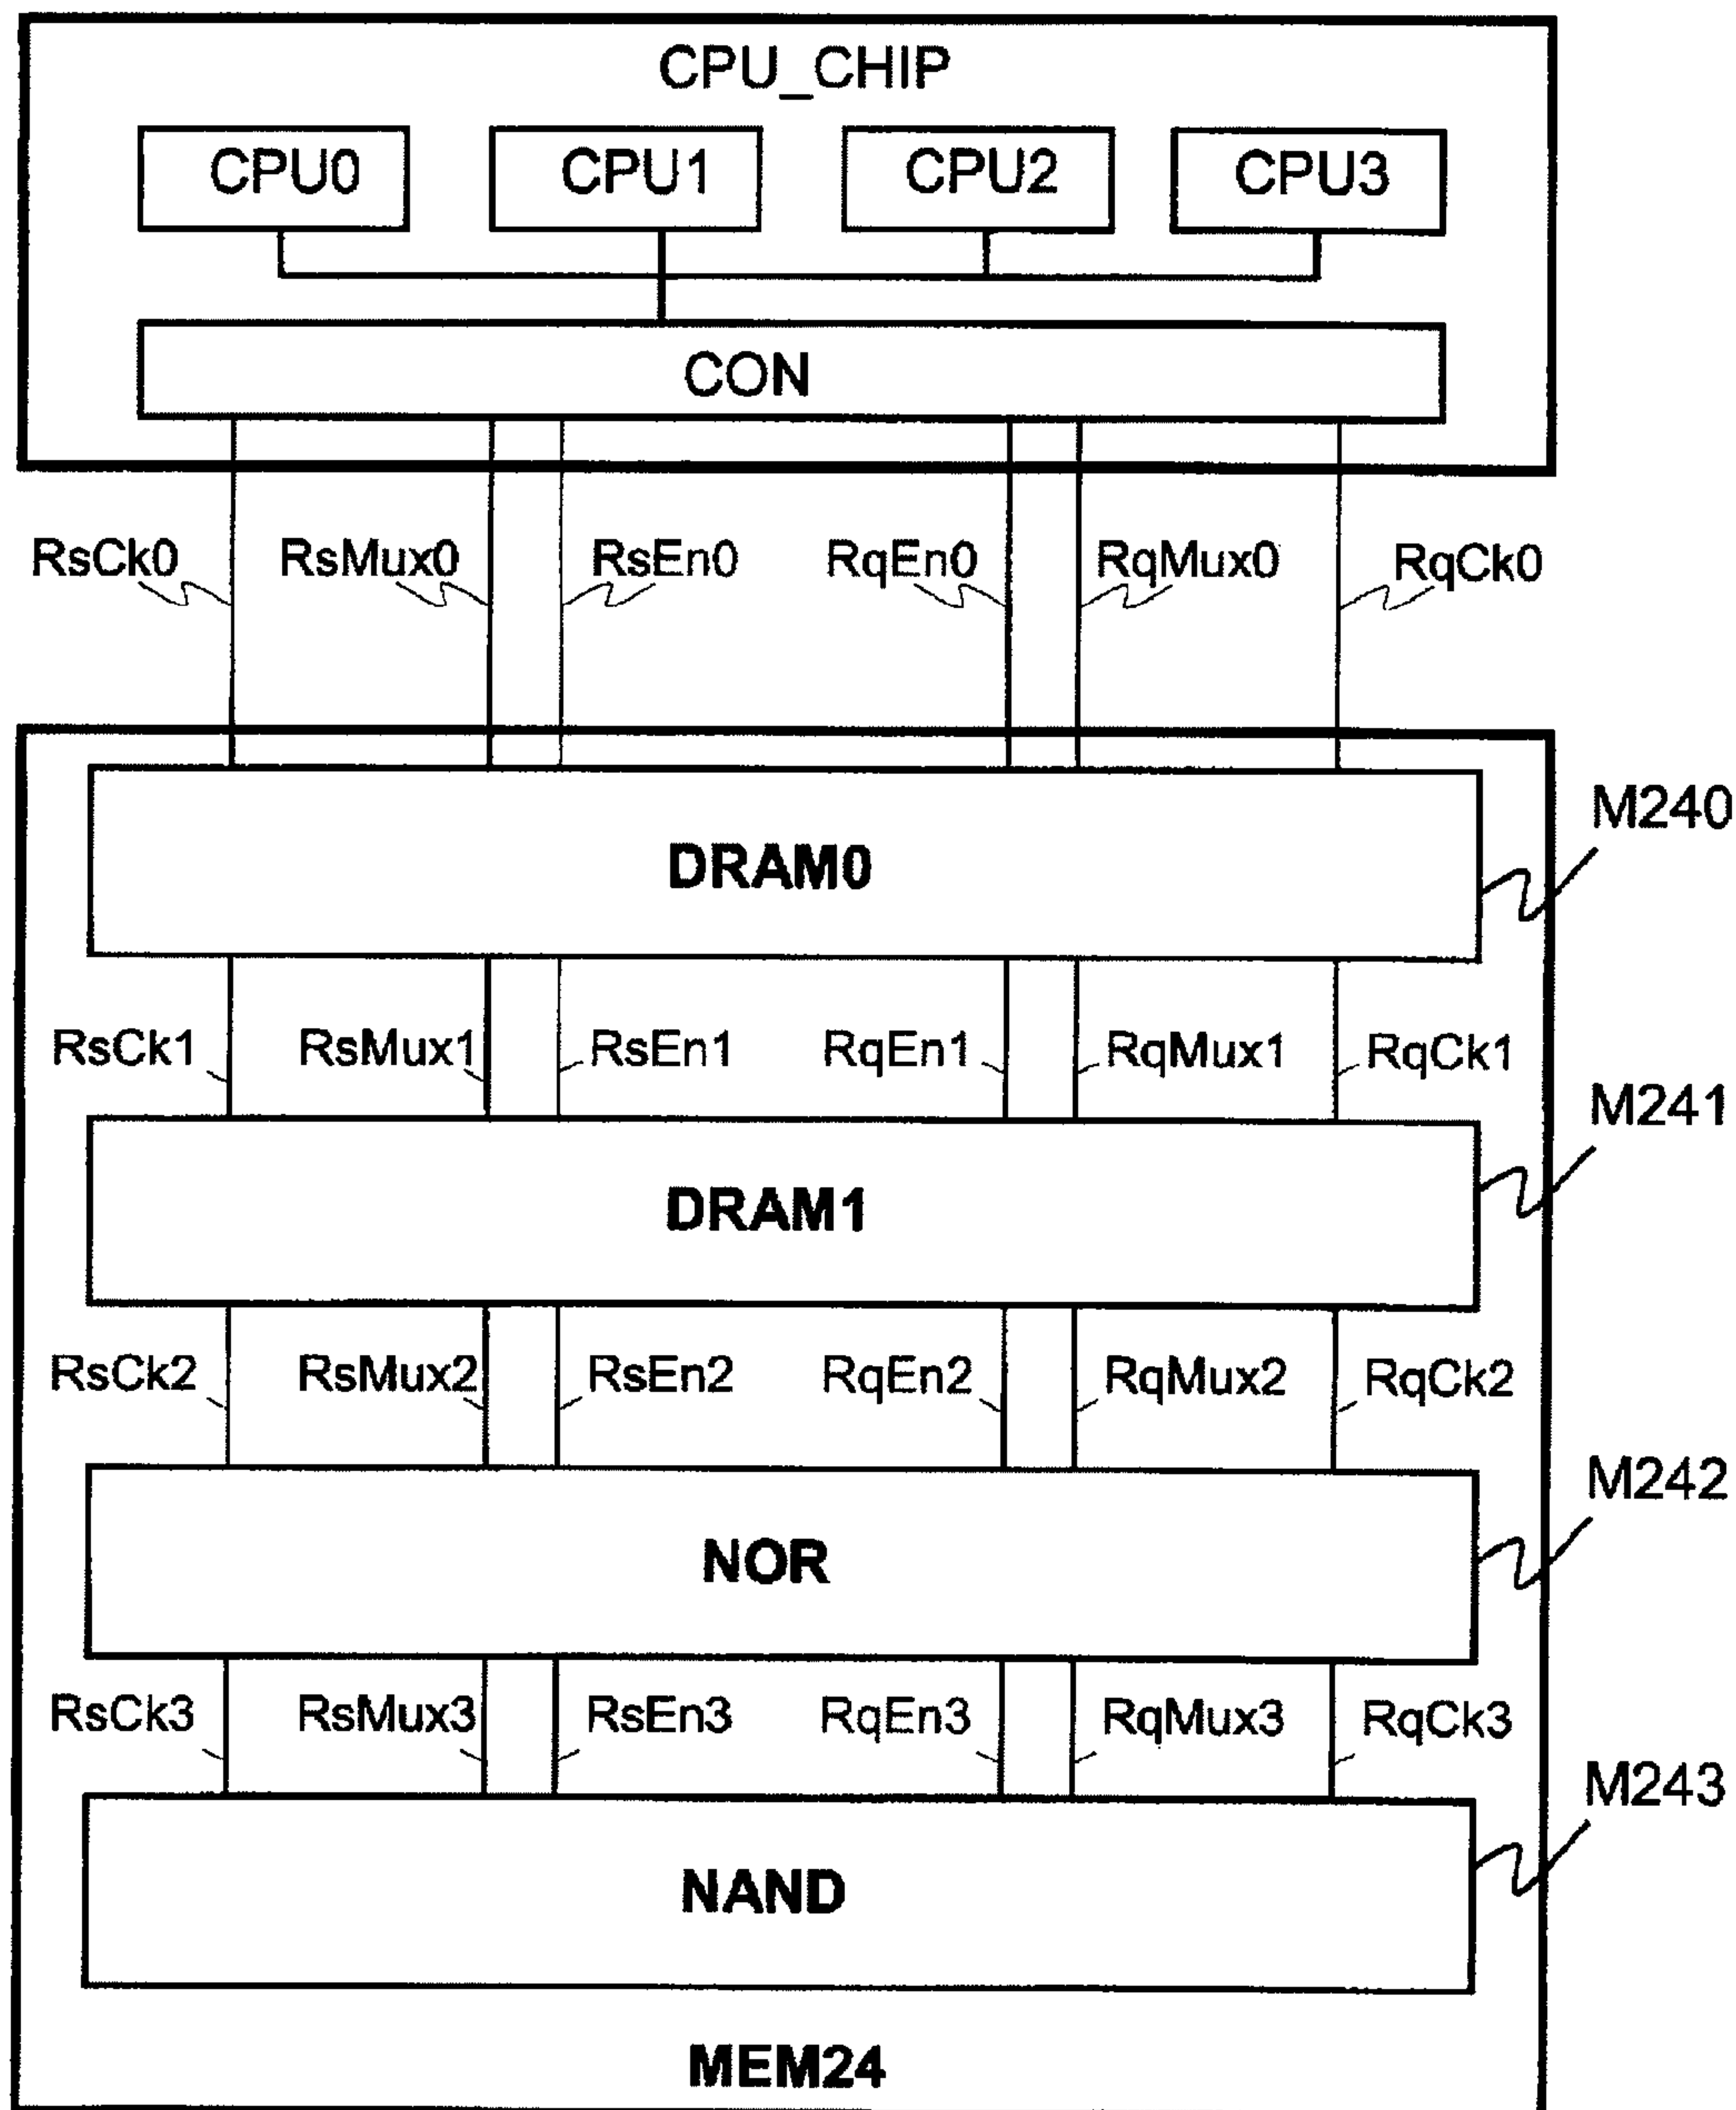 CPU_CHIP
CPU0 CPU1 CPU2 CPU3
CON
RsCk0 RsMux0 RsEn0 RqEn0 RqMux0 RqCk0
M240
DRAM0
RsCk1 RsMux1 RsEn1 RqEn1 RqMux1 RqCk1
M241
DRAM1
RsCk2 RsMux2 RsEn2 RqEn2 RqMux2 RqCk2
M242
NOR
RsCk3 RsMux3 RsEn3 RqEn3 RqMux3 RqCk3
M243
NAND
MEM24